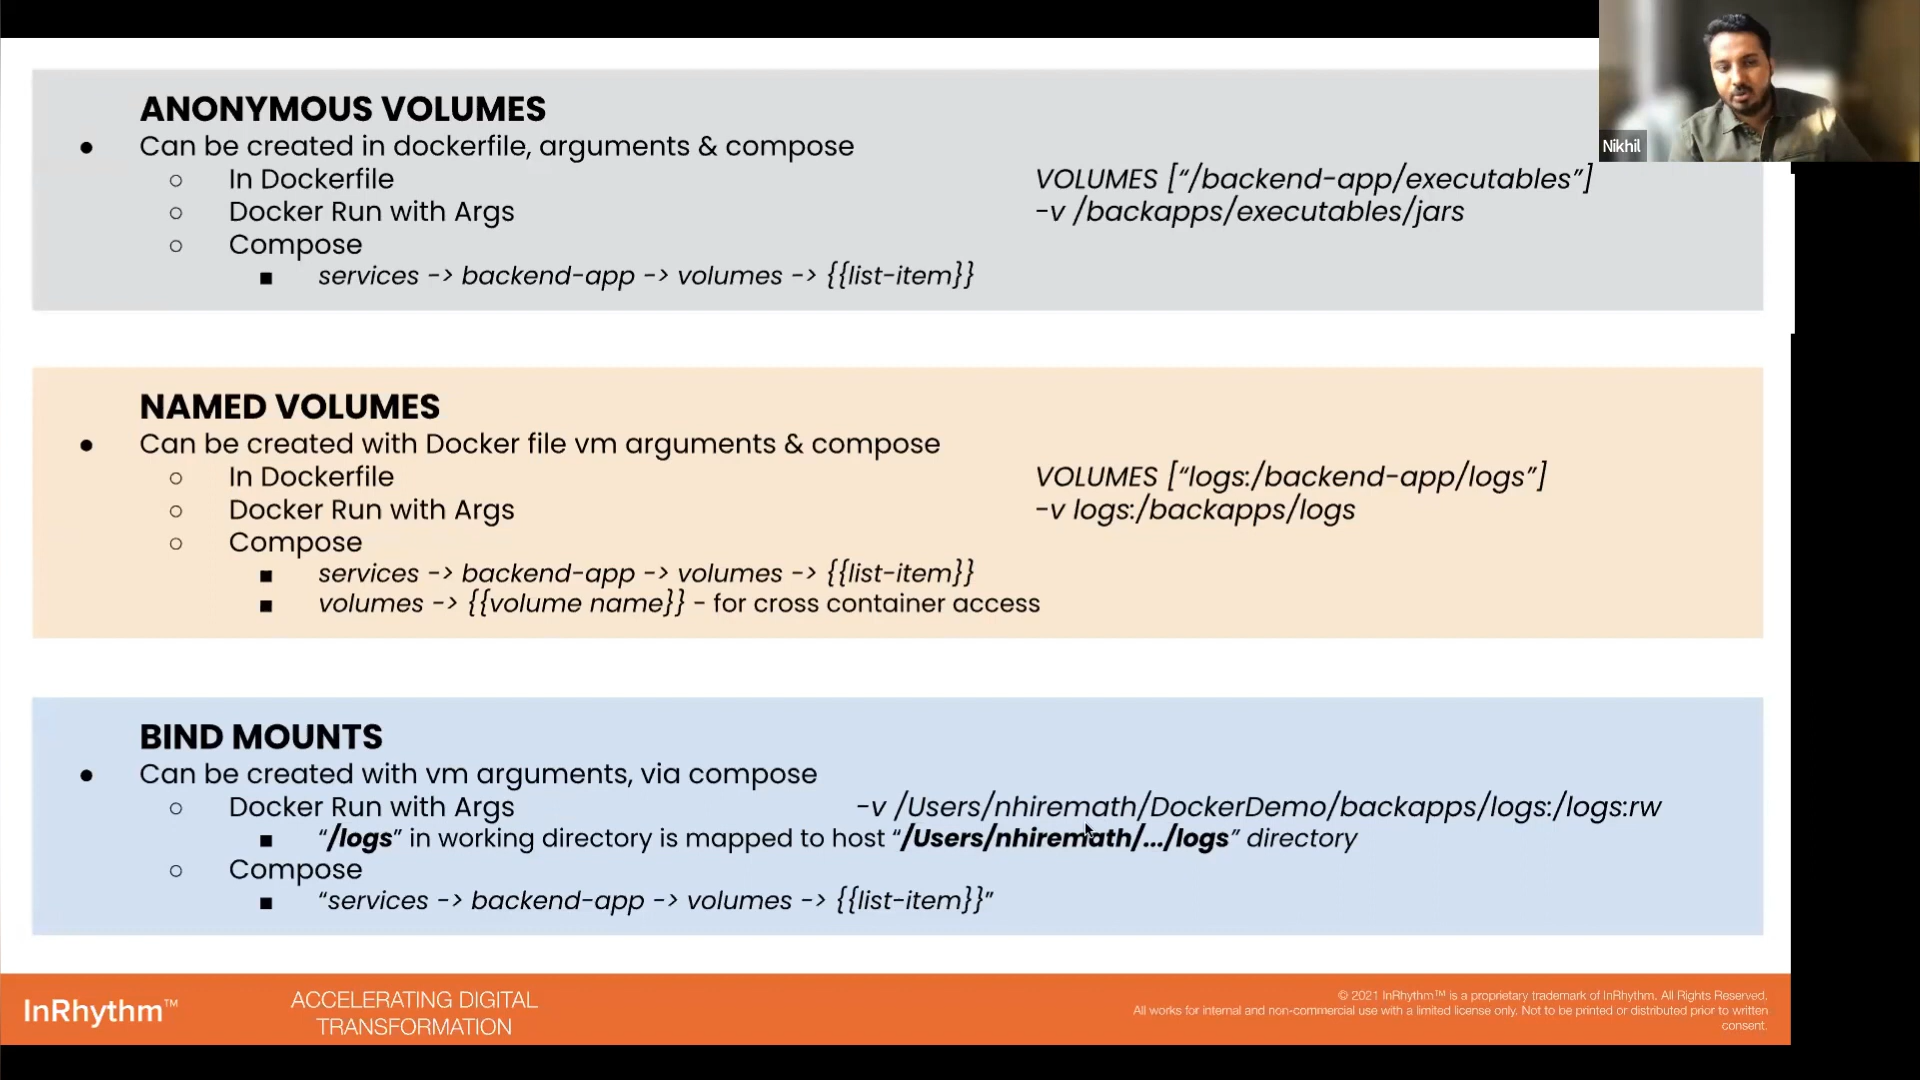 Nikhil
ANONYMOUS VOLUMES
● Can be created in dockerfile, arguments & compose
○ In Dockerfile VOLUMES [“/backend-app/executables”]
○ Docker Run with Args -v /backapps/executables/jars
○ Compose
■ services -> backend-app -> volumes -> {{list-item}}
NAMED VOLUMES
● Can be created with Docker file vm arguments & compose
○ In Dockerfile VOLUMES [“logs:/backend-app/logs”]
○ Docker Run with Args -v logs:/backapps/logs
○ Compose
■ services -> backend-app -> volumes -> {{list-item}}
■ volumes -> {{volume name}} - for cross container access
BIND MOUNTS
● Can be created with vm arguments, via compose
○ Docker Run with Args -v /Users/nhiremath/DockerDemo/backapps/logs:/logs:rw
■ “/logs” in working directory is mapped to host “/Users/nhiremath/.../logs” directory
○ Compose
■ “services -> backend-app -> volumes -> {{list-item}}”
InRhythm™
ACCELERATING DIGITAL
TRANSFORMATION
© 2021 InRhythm™ is a proprietary trademark of InRhythm. All Rights Reserved.
All works for internal and non-commercial use with a limited license only. Not to be printed or distributed prior to written
consent.